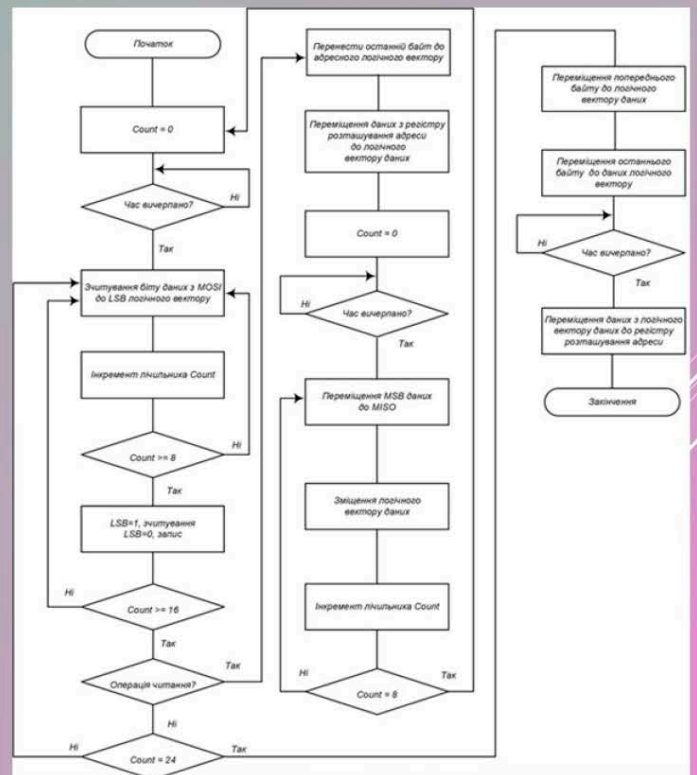 Початок
Count = 0
Час вичерпано?
Ні
Так
Зчитування біту даних з MOSI
до LSB логічного вектору
Інкремент лічильника Count
Ні
Count >= 8
Так
LSB=1, зчитування
LSB=0, запис
Ні
Count >= 16
Так
Операція читання?
Так
Ні
Ні
Count = 24
Так
Перенести останній байт до
адресного логічного вектору
Переміщення даних з регістру
розташування адреси
до логічного
вектору даних
Count = 0
Ні
Час вичерпано?
Так
Переміщення MSB даних
до MISO
Зміщення логічного
вектору даних
Інкремент лічильника Count
Ні
Так
Count = 8
Переміщення попереднього
байту до логічного
вектору даних
Переміщення останнього
байту до даних логічного
вектору
Ні
Час вичерпано?
Так
Переміщення даних з логічного
вектору даних до регістру
розташування адреси
Закінчення